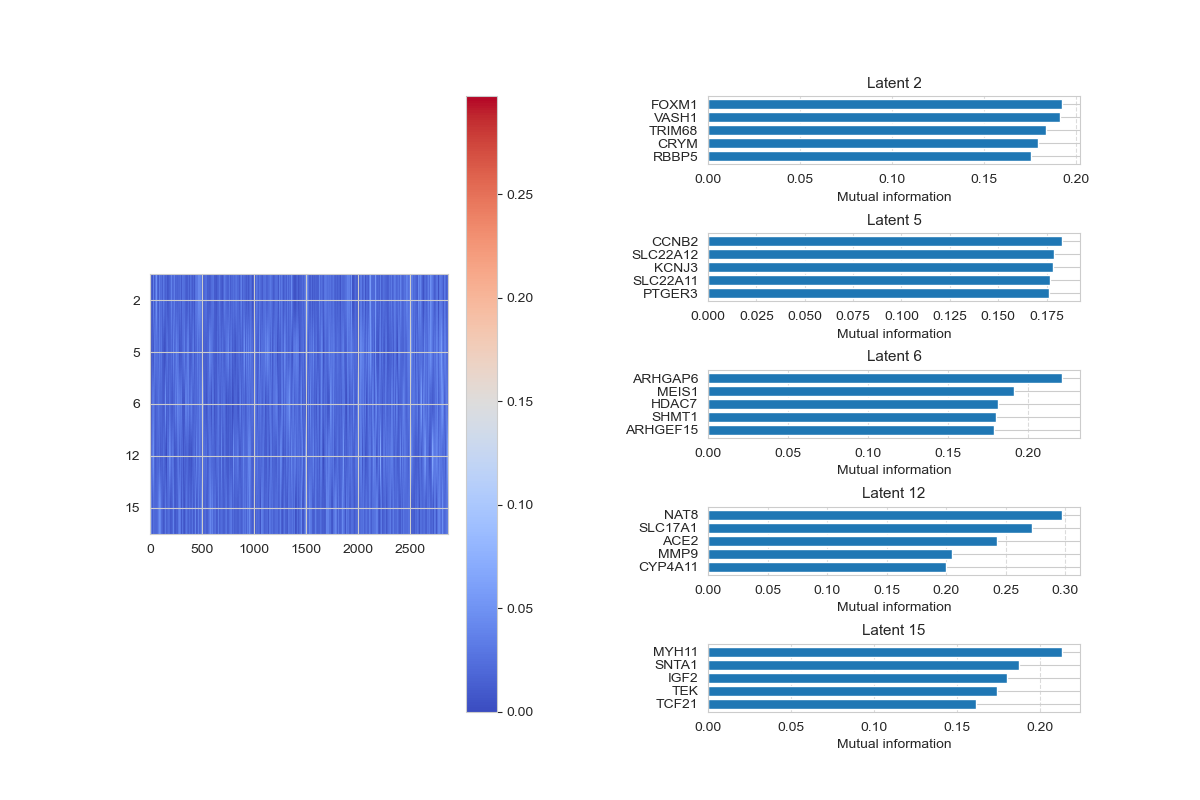 2
5
6
12
15
0 500 1000 1500 2000 2500
0.25
0.20
0.15
0.10
0.05
0.00
Latent 2
FOXM1
VASH1
TRIM68
CRYM
RBBP5
0.00 0.05 0.10 0.15 0.20
Mutual information
Latent 5
CCNB2
SLC22A12
KCNJ3
SLC22A11
PTGER3
0.000 0.025 0.050 0.075 0.100 0.125 0.150 0.175
Mutual information
Latent 6
ARHGAP6
MEIS1
HDAC7
SHMT1
ARHGEF15
0.00 0.05 0.10 0.15 0.20
Mutual information
Latent 12
NAT8
SLC17A1
ACE2
MMP9
CYP4A11
0.00 0.05 0.10 0.15 0.20 0.25 0.30
Mutual information
Latent 15
MYH11
SNTA1
IGF2
TEK
TCF21
0.00 0.05 0.10 0.15 0.20
Mutual information